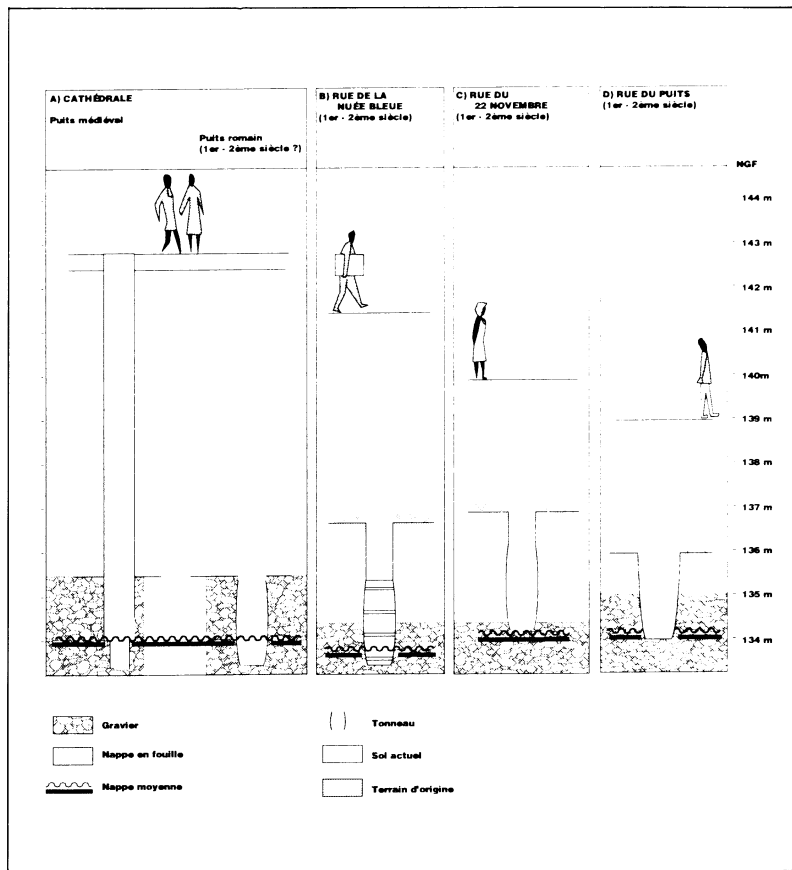 A) CATHÉDRALE
Puits médiéval
Puits romain
(1er - 2ème siècle ?)
B) RUE DE LA
NUÉE BLEUE
(1er - 2ème siècle)
C) RUE DU
22 NOVEMBRE
(1er - 2ème siècle)
D) RUE DU PUITS
(1er - 2ème siècle)
NGF
144 m
143 m
142 m
141 m
140m
139 m
138 m
137 m
136 m
135 m
134 m
Gravier
Nappe en fouille
Nappe moyenne
Tonneau
Sol actuel
Terrain d'origine